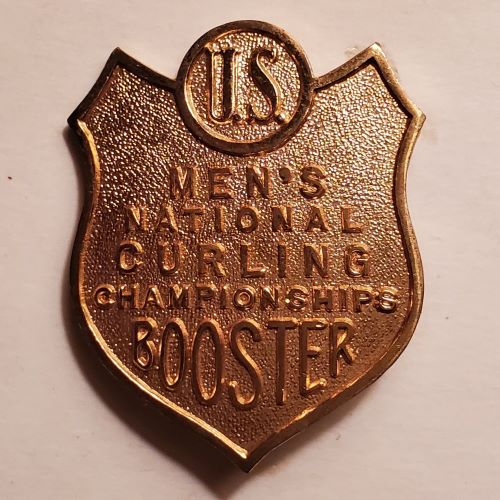 U.S.
MEN'S
NATIONAL
CURLING
CHAMPIONSHIPS
BOOSTER